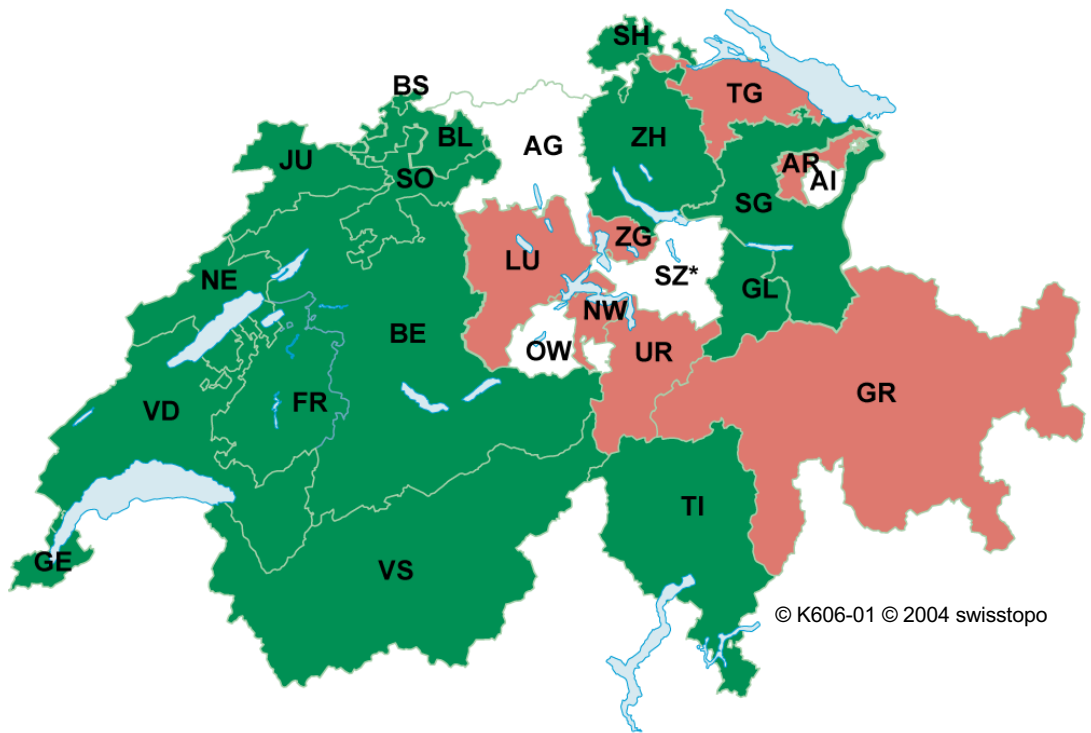 SH
BS
TG
BL
AG
ZH
JU
AR
SO
AI
SG
ZG
LU
SZ*
NE
GL
NW
BE
OW
UR
GR
FR
VD
TI
GE
VS
© K606-01 © 2004 swisstopo